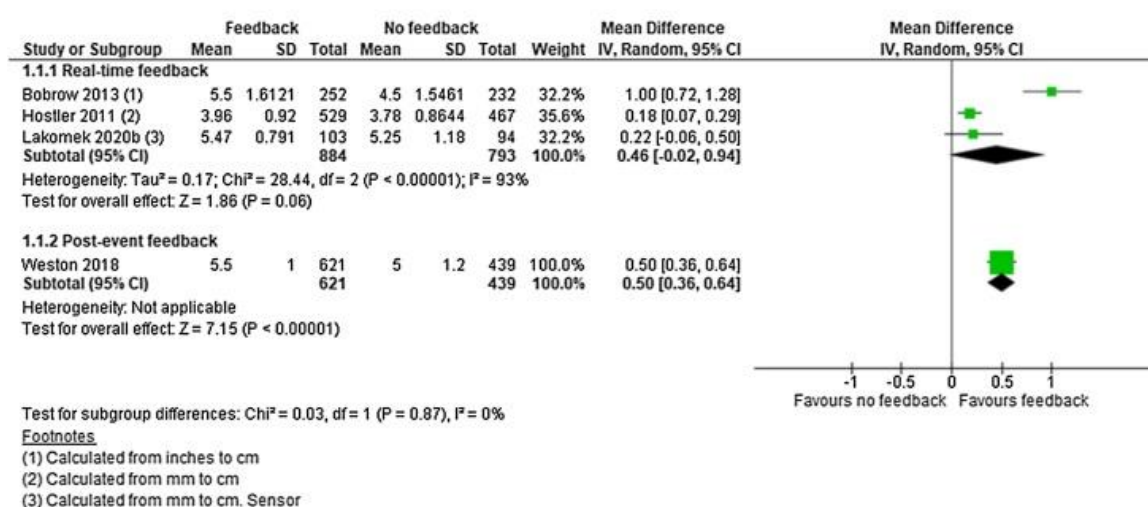 Feedback No feedback Mean Difference Mean Difference
Study or Subgroup Mean SD Total Mean SD Total Weight IV, Random, 95% CI IV, Random, 95% CI
1.1.1 Real-time feedback
Bobrow 2013 (1) 5.5 1.6121 252 4.5 1.5461 232 32.2% 1.00 [0.72, 1.28]
Hostler 2011 (2) 3.96 0.92 529 3.78 0.8644 467 35.6% 0.18 [0.07, 0.29]
Lakomek 2020b (3) 5.47 0.791 103 5.25 1.18 94 32.2% 0.22 [-0.06, 0.50]
Subtotal (95% CI) 884 793 100.0% 0.46 [-0.02, 0.94]
Heterogeneity: Tau² = 0.17; Chi² = 28.44, df = 2 (P < 0.00001); I² = 93%
Test for overall effect: Z = 1.86 (P = 0.06)
1.1.2 Post-event feedback
Weston 2018 5.5 1 621 5 1.2 439 100.0% 0.50 [0.36, 0.64]
Subtotal (95% CI) 621 439 100.0% 0.50 [0.36, 0.64]
Heterogeneity: Not applicable
Test for overall effect: Z = 7.15 (P < 0.00001)
-1 -0.5 0 0.5 1
Favours no feedback Favours feedback
Test for subgroup differences: Chi² = 0.03, df = 1 (P = 0.87), I² = 0%
Footnotes
(1) Calculated from inches to cm
(2) Calculated from mm to cm
(3) Calculated from mm to cm. Sensor